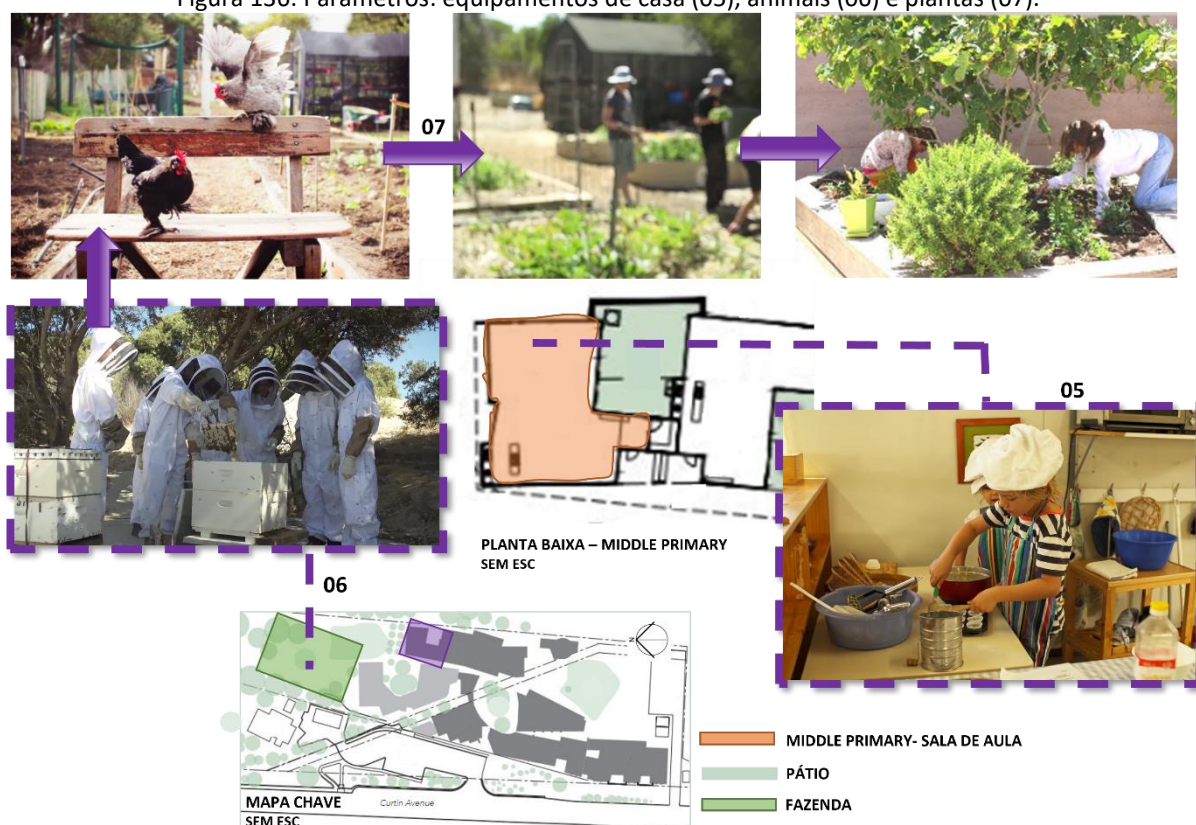 Figura 136: Parâmetros: equipamentos de casa (05), animais (06) e plantas (07).
07
05
PLANTA BAIXA – MIDDLE PRIMARY
SEM ESC
06
N
MIDDLE PRIMARY- SALA DE AULA
PÁTIO
FAZENDA
MAPA CHAVE
Curtin Avenue
SEM ESC